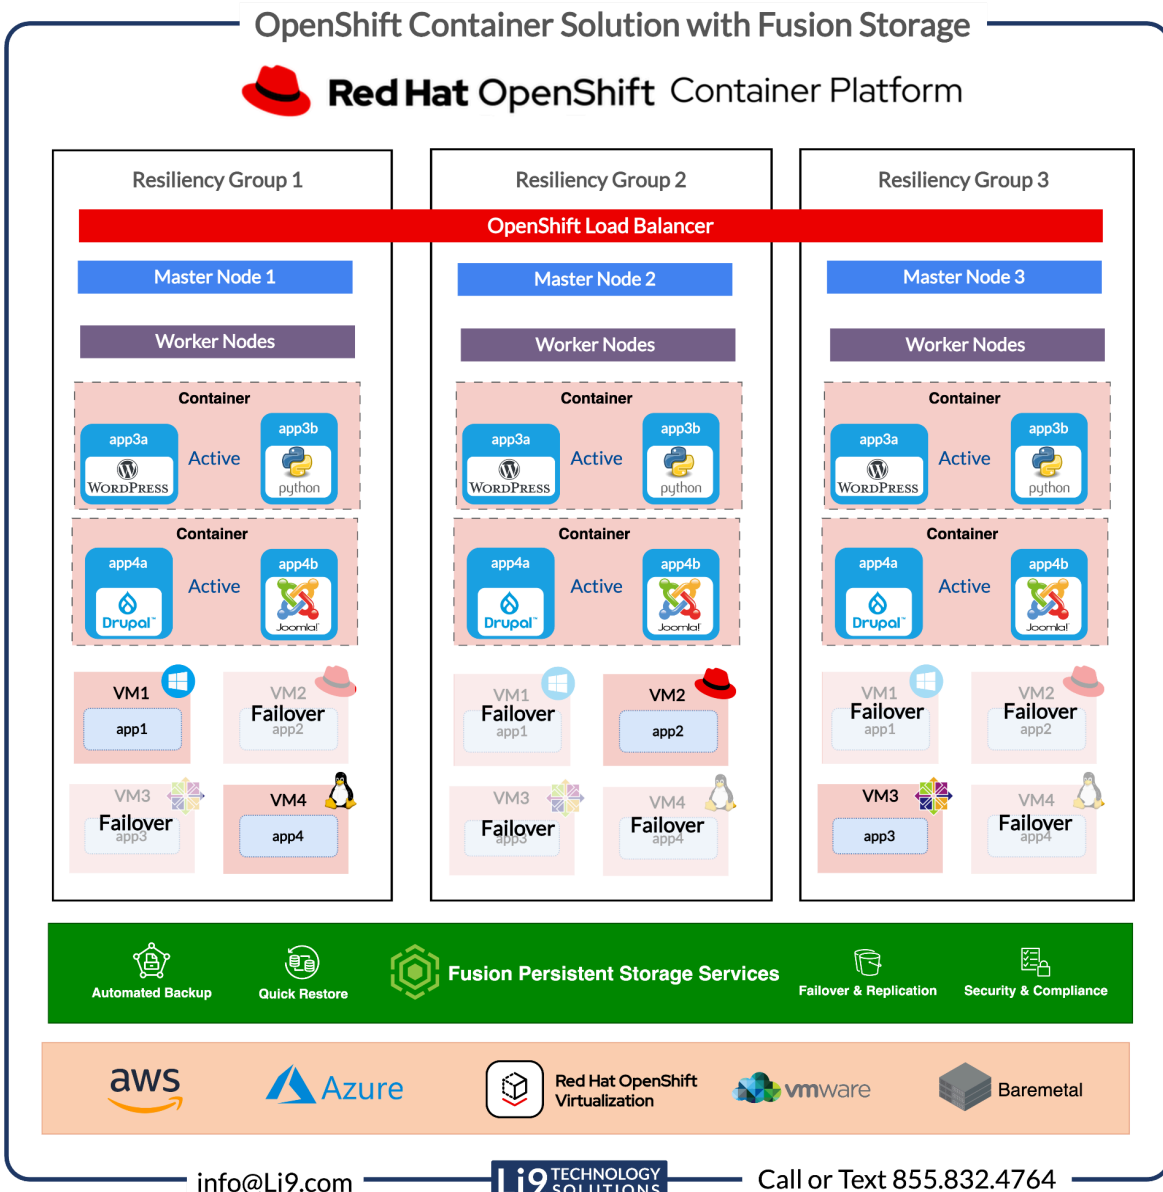 OpenShift Container Solution with Fusion Storage
Red Hat OpenShift Container Platform
Resiliency Group 1
Resiliency Group 2
Resiliency Group 3
OpenShift Load Balancer
Master Node 1
Master Node 2
Master Node 3
Worker Nodes
Worker Nodes
Worker Nodes
Container
app3a
WORDPRESS
Active
app3b
python
Container
app3a
WORDPRESS
Active
app3b
python
Container
app3a
WORDPRESS
Active
app3b
python
Container
app4a
Drupal™
Active
app4b
Joomla!
Container
app4a
Drupal™
Active
app4b
Joomla!
Container
app4a
Drupal™
Active
app4b
Joomla!
VM1
app1
VM2
Failover
app2
VM1
Failover
app1
VM2
app2
VM1
Failover
app1
VM2
Failover
app2
VM3
Failover
app3
VM4
app4
VM3
Failover
app3
VM4
Failover
app4
VM3
app3
VM4
Failover
app4
Automated Backup
Quick Restore
Fusion Persistent Storage Services
Failover & Replication
Security & Compliance
aws
Azure
Red Hat OpenShift
Virtualization
vmware
Baremetal
info@Li9.com
Li9 TECHNOLOGY
SOLUTIONS
Call or Text 855.832.4764